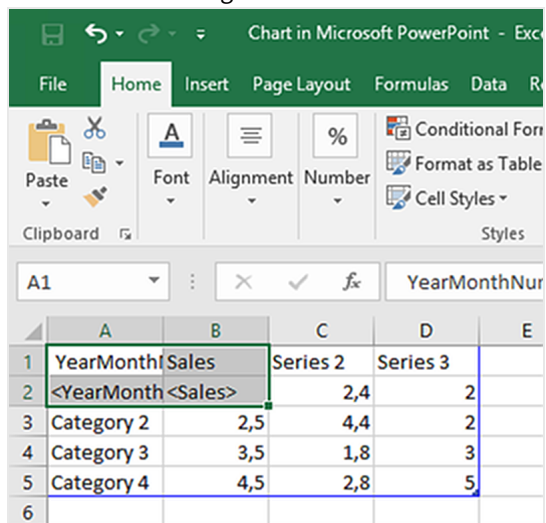 Chart in Microsoft PowerPoint - Exc
File Home Insert Page Layout Formulas Data R
Paste Font Alignment Number % Conditional For
Format as Table
Cell Styles
Clipboard Styles
A1 fx YearMonthNu
A B C D E
1 YearMonthI Sales Series 2 Series 3
2 <YearMonth <Sales> 2,4 2
3 Category 2 2,5 4,4 2
4 Category 3 3,5 1,8 3
5 Category 4 4,5 2,8 5
6